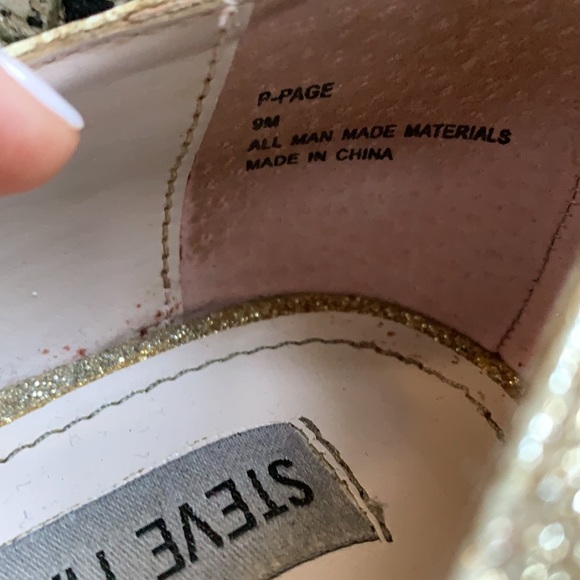 P-PAGE
9M
ALL MAN MADE MATERIALS
MADE IN CHINA
STEVE